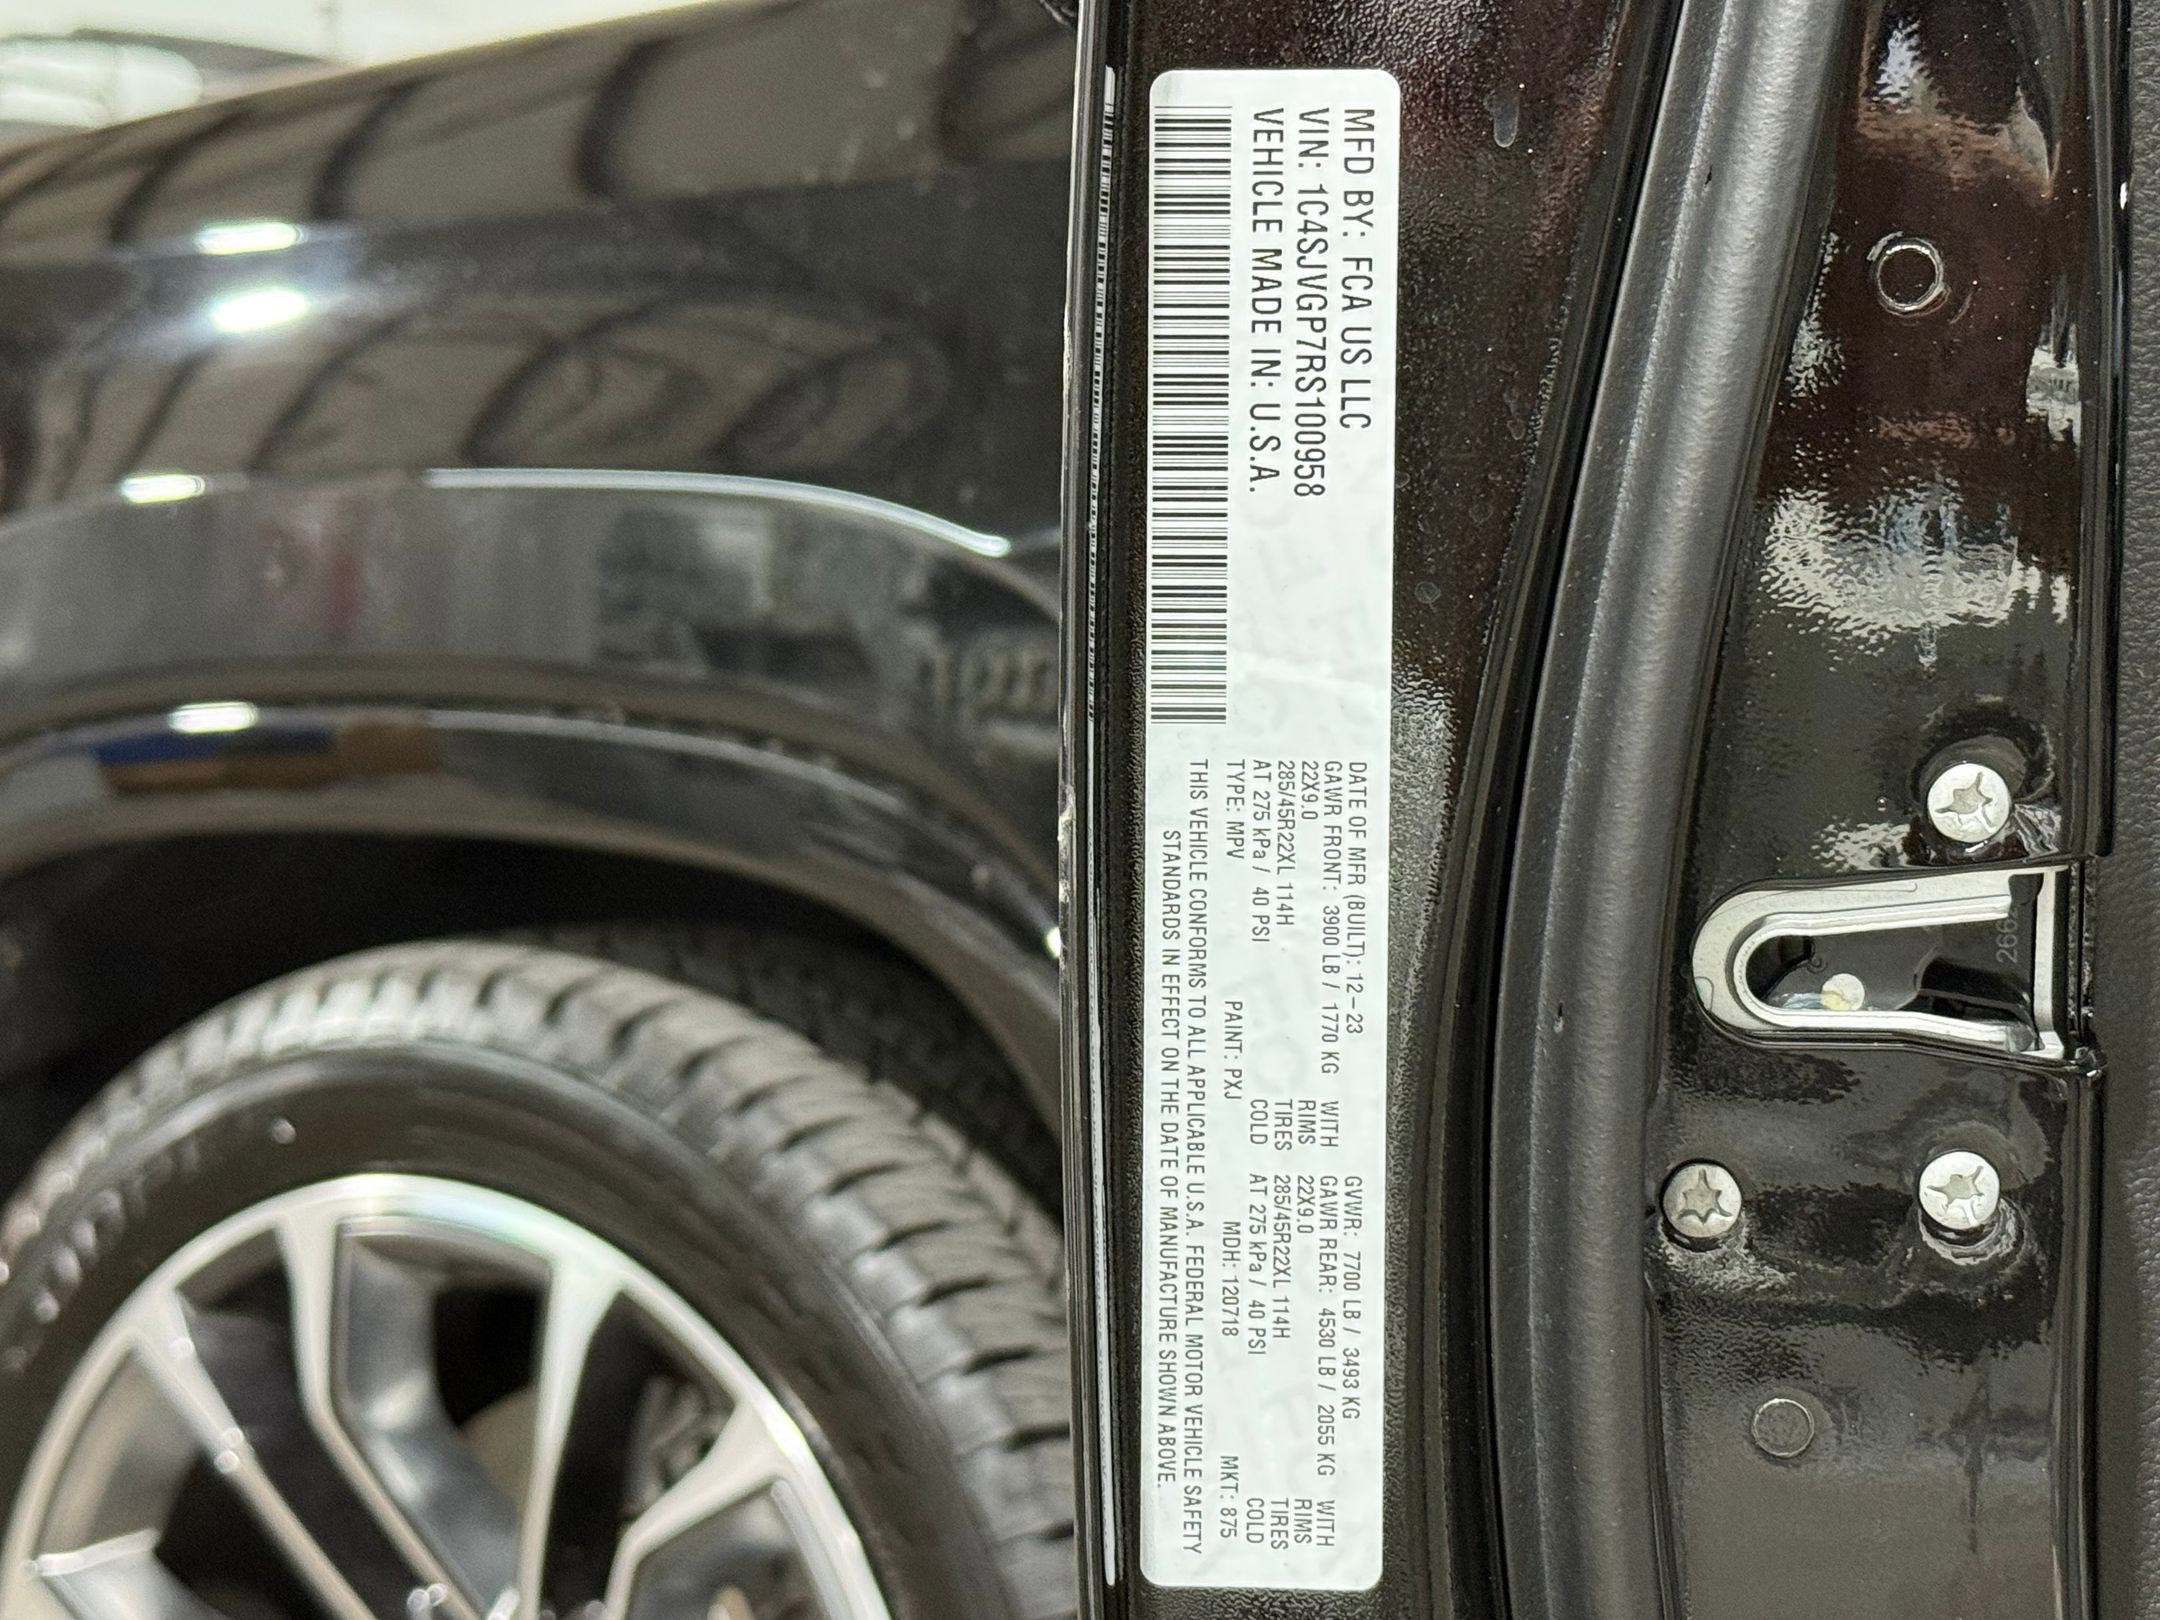 MFD BY: FCA US LLC
VIN: 1C4SJVGP7RS100958
VEHICLE MADE IN: U.S.A.
DATE OF MFR (BUILT): 12-23 GVWR: 7700 LB / 3493 KG
GAWR FRONT: 3900 LB / 1770 KG WITH GAWR REAR: 4530 LB / 2055 KG WITH
22X9.0 RIMS 22X9.0 RIMS
285/45R22XL 114H TIRES 285/45R22XL 114H TIRES
AT 275 kPa / 40 PSI COLD AT 275 kPa / 40 PSI COLD
TYPE: MPV PAINT: PXJ MDH: 120718 MKT: 875
THIS VEHICLE CONFORMS TO ALL APPLICABLE U.S.A. FEDERAL MOTOR VEHICLE SAFETY
STANDARDS IN EFFECT ON THE DATE OF MANUFACTURE SHOWN ABOVE.